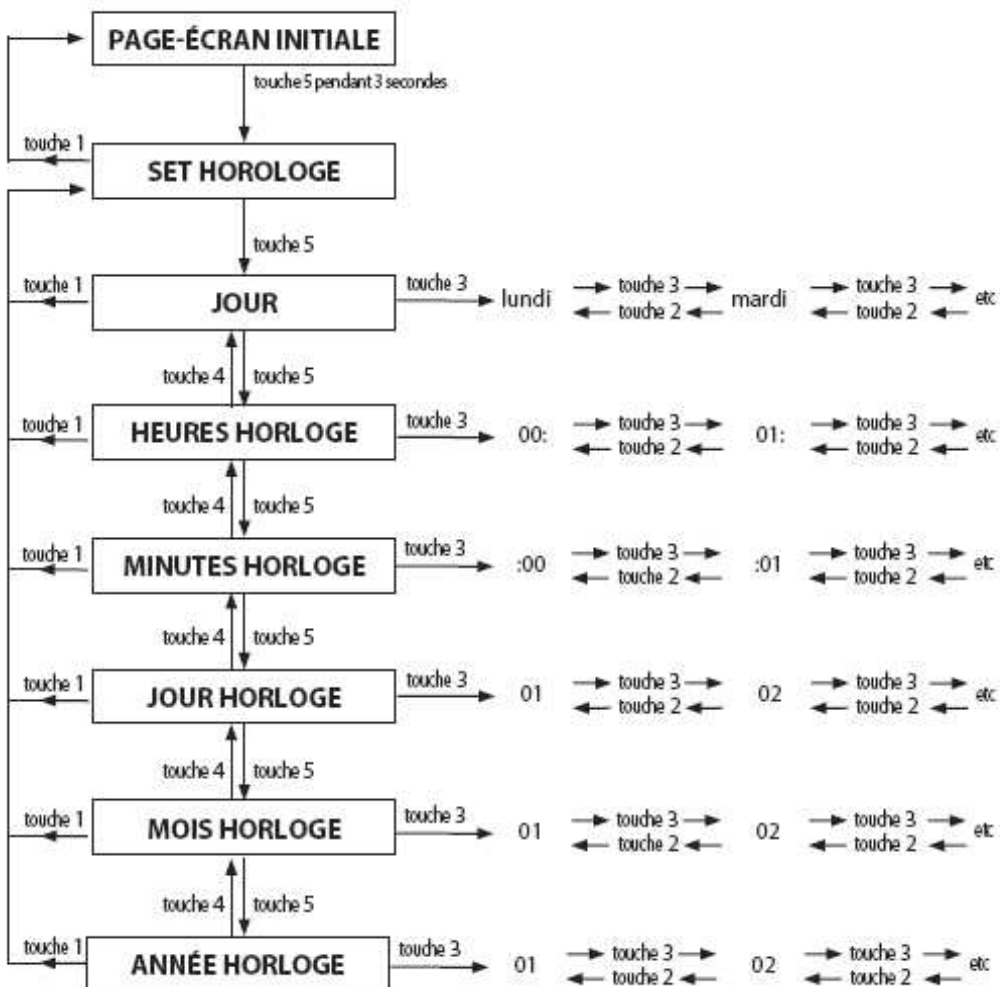 PAGE-ÉCRAN INITIALE
touche 5 pendant 3 secondes
touche 1
SET HOROLOGE
touche 5
touche 1
JOUR
touche 3
lundi
touche 3
touche 2
mardi
touche 3
touche 2
etc
touche 4
touche 5
touche 1
HEURES HORLOGE
touche 3
00:
touche 3
touche 2
01:
touche 3
touche 2
etc
touche 4
touche 5
touche 1
MINUTES HORLOGE
touche 3
:00
touche 3
touche 2
:01
touche 3
touche 2
etc
touche 4
touche 5
touche 1
JOUR HORLOGE
touche 3
01
touche 3
touche 2
02
touche 3
touche 2
etc
touche 4
touche 5
touche 1
MOIS HORLOGE
touche 3
01
touche 3
touche 2
02
touche 3
touche 2
etc
touche 4
touche 5
touche 1
ANNÉE HORLOGE
touche 3
01
touche 3
touche 2
02
touche 3
touche 2
etc